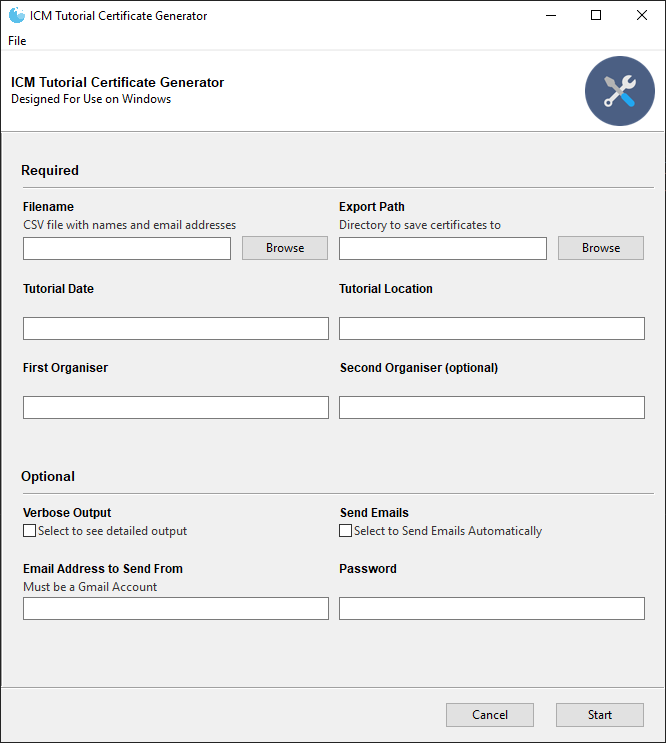 ICM Tutorial Certificate Generator
File
ICM Tutorial Certificate Generator
Designed For Use on Windows
Required
Filename
CSV file with names and email addresses
Browse
Export Path
Directory to save certificates to
Browse
Tutorial Date
Tutorial Location
First Organiser
Second Organiser (optional)
Optional
Verbose Output
Select to see detailed output
Send Emails
Select to Send Emails Automatically
Email Address to Send From
Must be a Gmail Account
Password
Cancel
Start